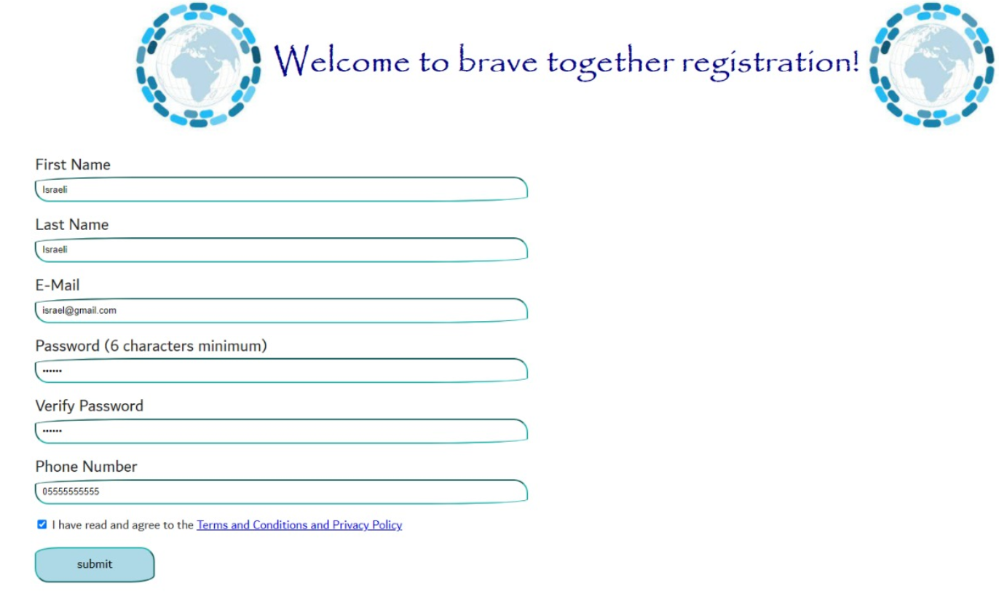 Welcome to brave together registration!
First Name
Israeli
Last Name
Israeli
E-Mail
israel@gmail.com
Password (6 characters minimum)
••••••
Verify Password
••••••
Phone Number
05555555555
I have read and agree to the Terms and Conditions and Privacy Policy
submit